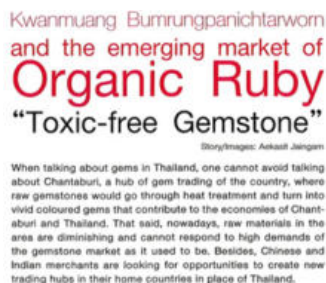 Kwanmuang Bumrungpanichtarworn
and the emerging market of
Organic Ruby
“Toxic-free Gemstone”
Story/Images: Aekasit Jaingam
When talking about gems in Thailand, one cannot avoid talking
about Chantaburi, a hub of gem trading of the country, where
raw gemstones would go through heat treatment and turn into
vivid coloured gems that contribute to the economies of Chant-
aburi and Thailand. That said, nowadays, raw materials in the
area are diminishing and cannot respond to high demands of
the gemstone market as it used to be. Besides, Chinese and
Indian merchants are looking for opportunities to create new
trading hubs in their home countries in place of Thailand.